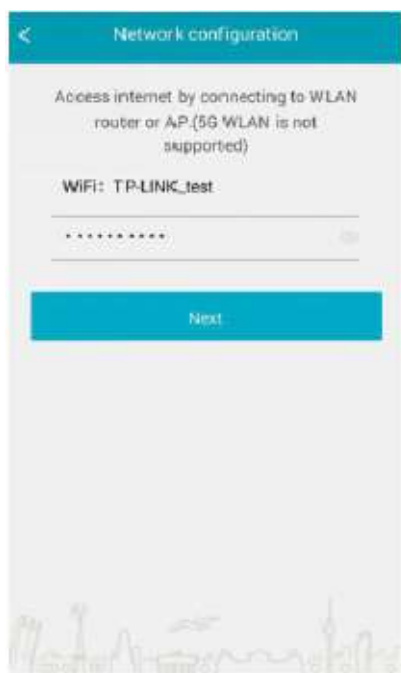 Network configuration
Access internet by connecting to WLAN
router or AP.(5G WLAN is not
supported)
WiFi: TP-LINK_test
••••••••••
Next